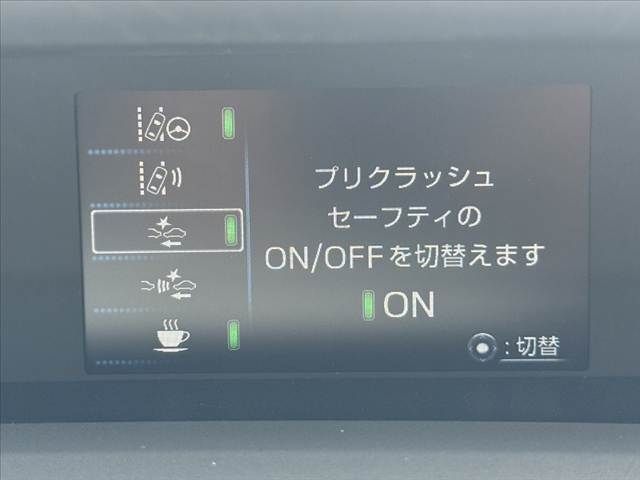 プリクラッシュ
セーフティの
ON/OFFを切替えます
ON
:切替